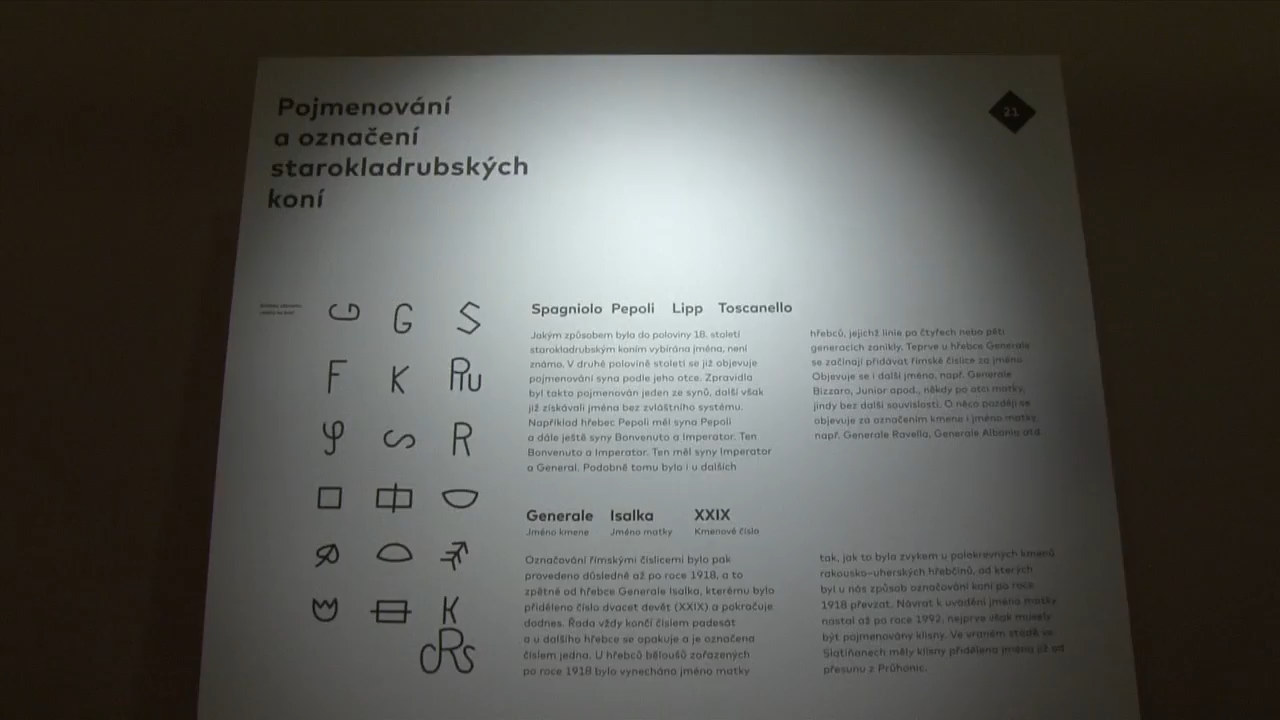 Pojmenování
a označení
starokladrubských
koní
21
G S
F K
R
K
Spagniolo Pepoli Lipp Toscanello
Jakým způsobem byla do poloviny 18. století
starokladrubským koním vybírána jména, není
známo. V druhé polovině století se již objevuje
pojmenování syna podle jeho otce. Zpravidla
byl takto pojmenován jeden ze synů, další však
již získávali jména bez zvláštního systému.
Například hřebec Pepoli měl syna Pepoli
a dále ještě syny Bonvenuto a Imperator. Ten
Bonvenuto a Imperator. Ten měl syny Imperator
a General. Podobně tomu bylo i u dalších
hřebců, jejichž linie po čtyřech nebo pěti
generacích zanikly. Teprve u hřebce Generale
se začínají přidávat římské číslice za jména.
Objevuje se i další jméno, např. Generale
Bizzaro, Junior apod., někdy po otci matky,
jindy bez další souvislosti. O něco později se
objevuje za označením kmene i jméno matky,
např. Generale Ravella, Generale Albania atd.
Generale Isalka XXIX
Jméno kmene Jméno matky Kmenové číslo
Označování římskými číslicemi bylo pak
provedeno důsledně až po roce 1918, a to
zpětně od hřebce Generale Isalka, kterému bylo
přiděleno číslo dvacet devět (XXIX) a pokračuje
dodnes. Řada vždy končí číslem padesát
a u dalšího hřebce se opakuje a je označena
číslem jedna. U hřebců běloušů zařazených
po roce 1918 bylo vynecháno jméno matky
tak, jak to bylo zvykem u polokrevných kmenů
rakousko-uherských hřebčínů, od kterých
byl u nás způsob označování koní po roce
1918 převzat. Návrat k uvádění jména matky
nastal až po roce 1992, nejprve však musely
být pojmenovány klisny. Ve vraném stádě ve
Slatiňanech měly klisny přidělena jména již od
přesunu z Průhonic.